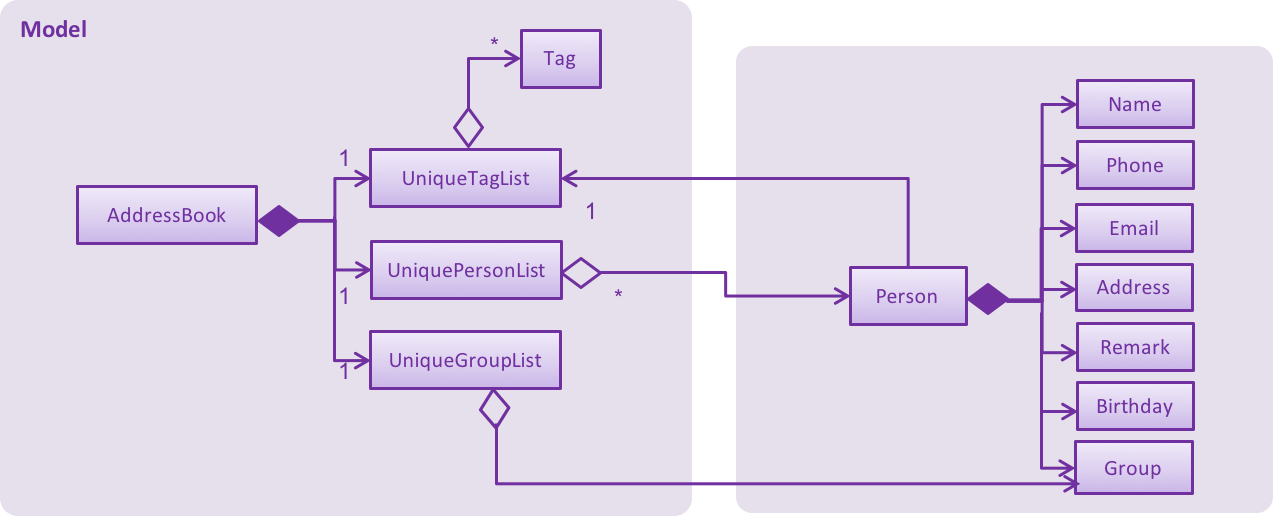 Model
*
Tag
1
UniqueTagList
1
AddressBook
UniquePersonList
1
*
UniqueGroupList
1
Person
Name
Phone
Email
Address
Remark
Birthday
Group